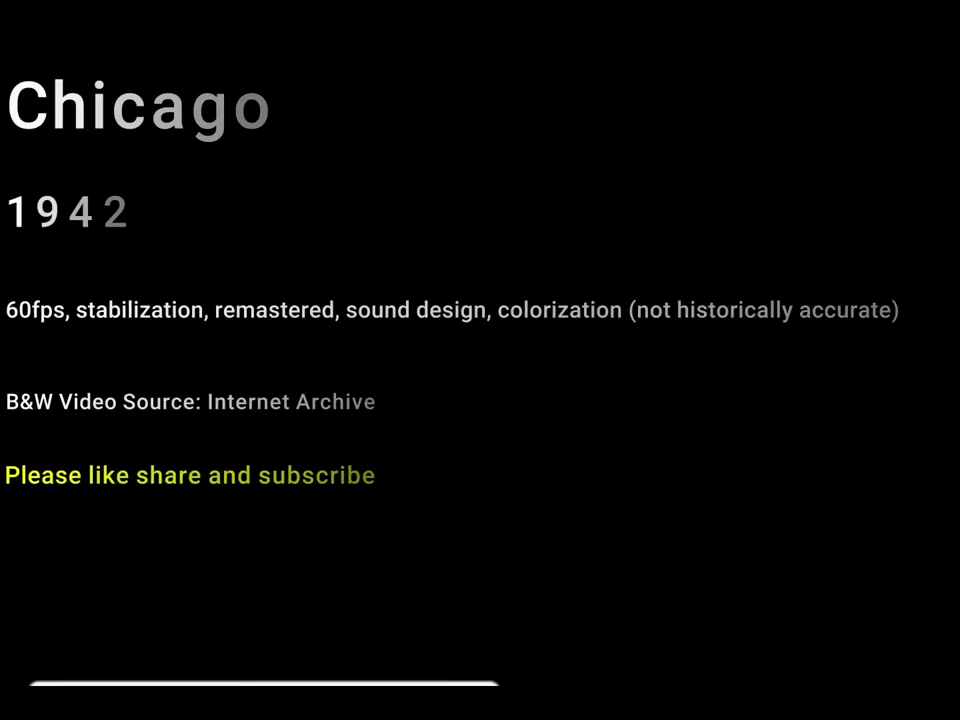 Chicago
1942
60fps, stabilization, remastered, sound design, colorization (not historically accurate)
B&W Video Source: Internet Archive
Please like share and subscribe